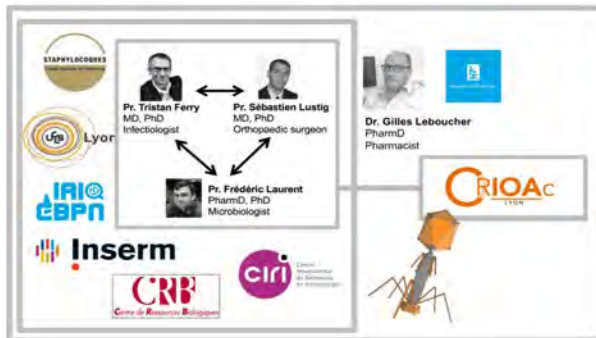 STAPHYLOCOQUES
Pr. Tristan Ferry
MD, PhD
Infectiologist
Pr. Sébastien Lustig
MD, PhD
Orthopaedic surgeon
Dr. Gilles Leboucher
PharmD
Pharmacist
Lyon
Pr. Frédéric Laurent
PharmD, PhD
Microbiologist
CRIOAc
LYON
Inserm
CIRI
CRB
Centre de Ressources Biologiques